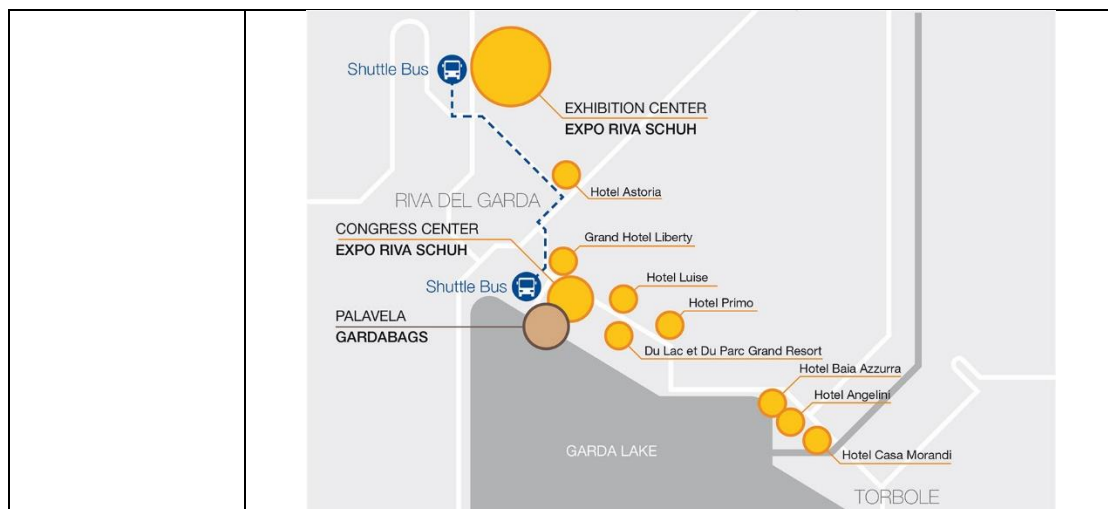 Shuttle Bus
EXHIBITION CENTER
EXPO RIVA SCHUH
Hotel Astoria
RIVA DEL GARDA
CONGRESS CENTER
EXPO RIVA SCHUH
Grand Hotel Liberty
Hotel Luise
Shuttle Bus
Hotel Primo
PALAVELA
GARDABAGS
Du Lac et Du Parc Grand Resort
Hotel Baia Azzurra
Hotel Angelini
GARDA LAKE
Hotel Casa Morandi
TORBOLE